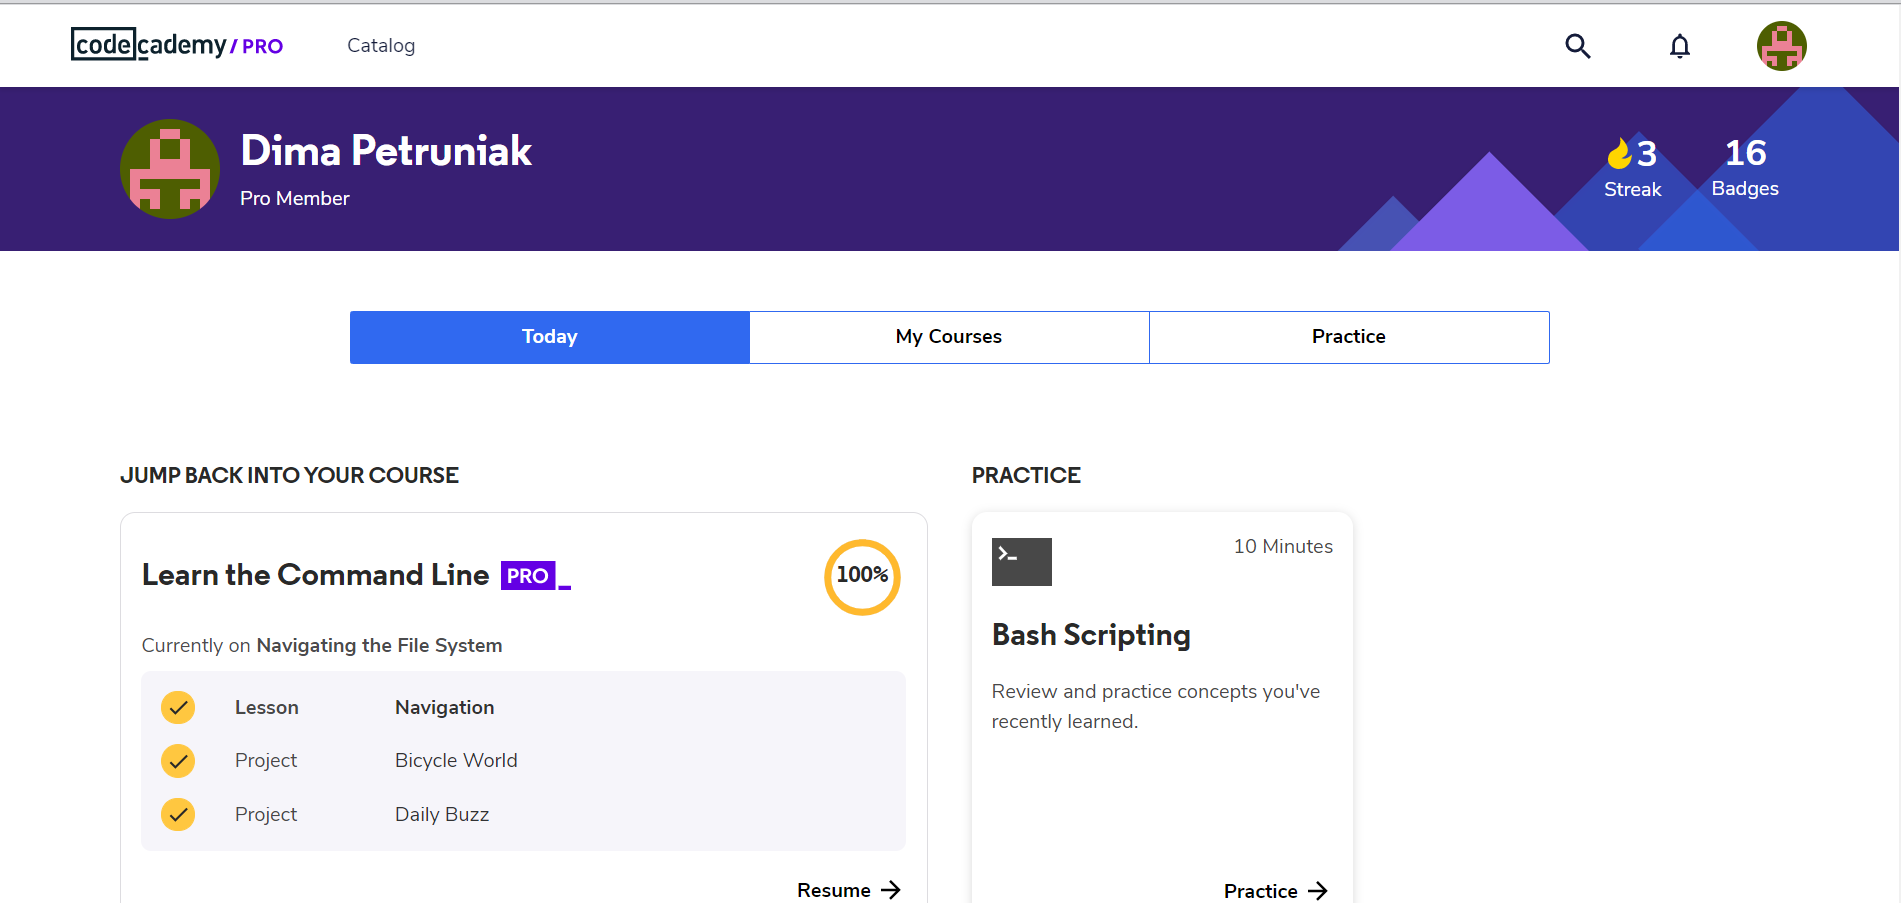 codecademy/PRO Catalog
Dima Petruniak
Pro Member
3
Streak
16
Badges
Today My Courses Practice
JUMP BACK INTO YOUR COURSE
Learn the Command Line PRO_
100%
Currently on Navigating the File System
Lesson Navigation
Project Bicycle World
Project Daily Buzz
Resume →
PRACTICE
>_
10 Minutes
Bash Scripting
Review and practice concepts you've
recently learned.
Practice →